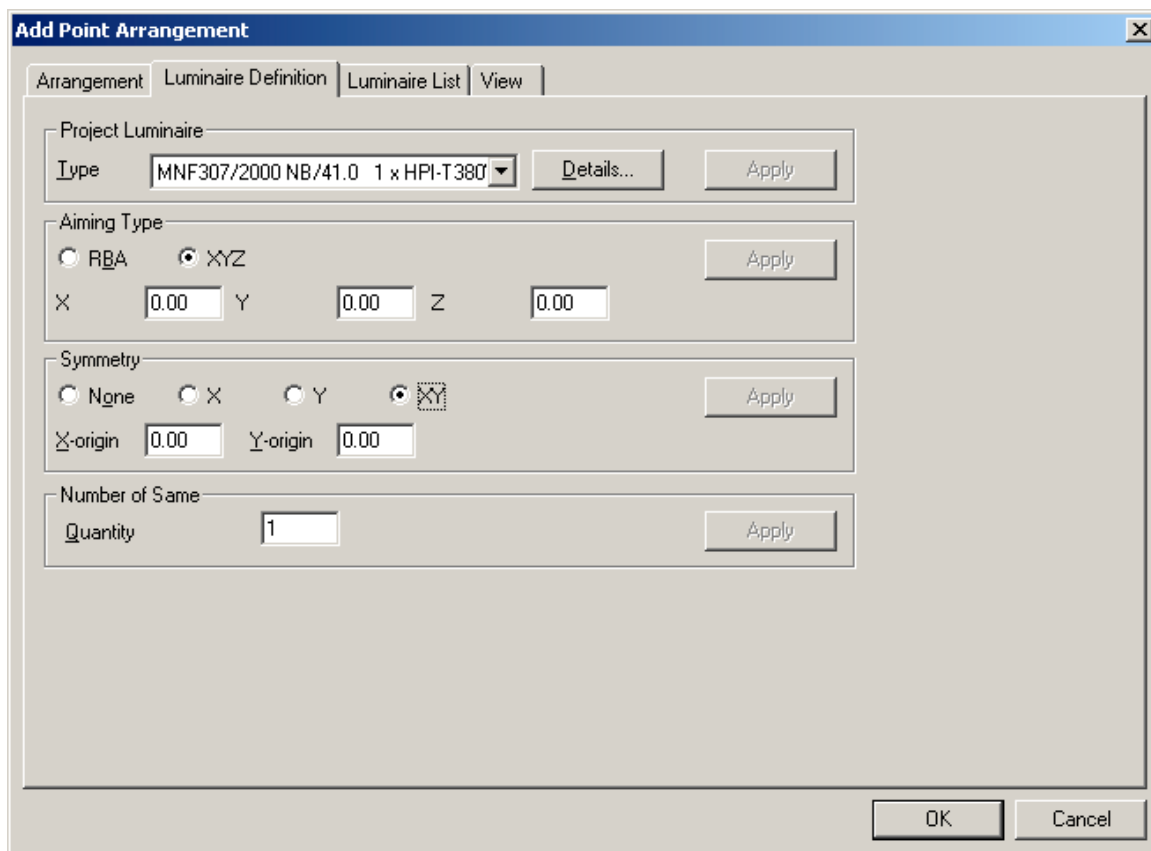 Add Point Arrangement
Arrangement Luminaire Definition Luminaire List View
Project Luminaire
Type MNF307/2000 NB/41.0 1 x HPI-T380 Details... Apply
Aiming Type
RBA XYZ Apply
X 0.00 Y 0.00 Z 0.00
Symmetry
None X Y XY Apply
X-origin 0.00 Y-origin 0.00
Number of Same
Quantity 1 Apply
OK Cancel